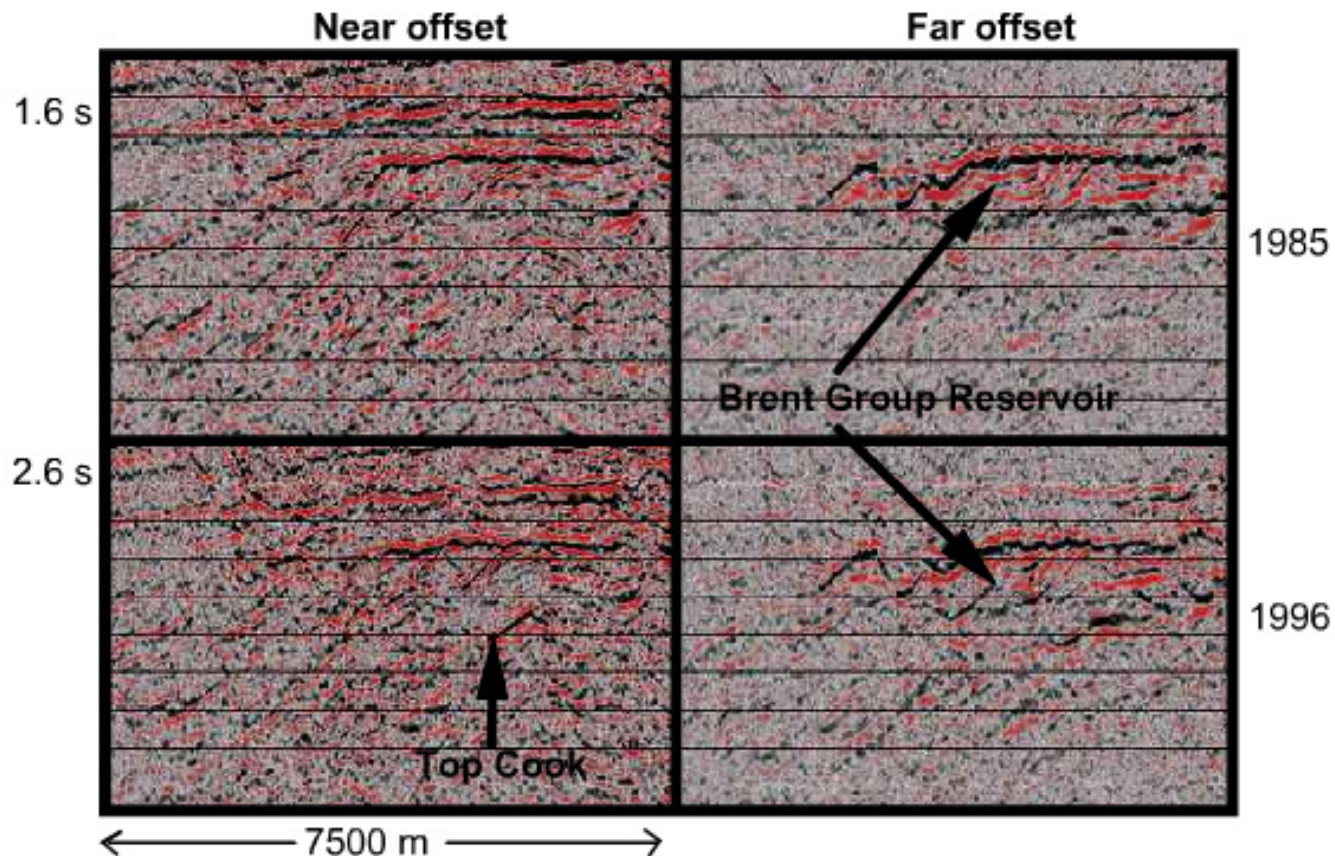 Near offset
Far offset
1.6 s
1985
Brent Group Reservoir
2.6 s
1996
Top Cook
7500 m